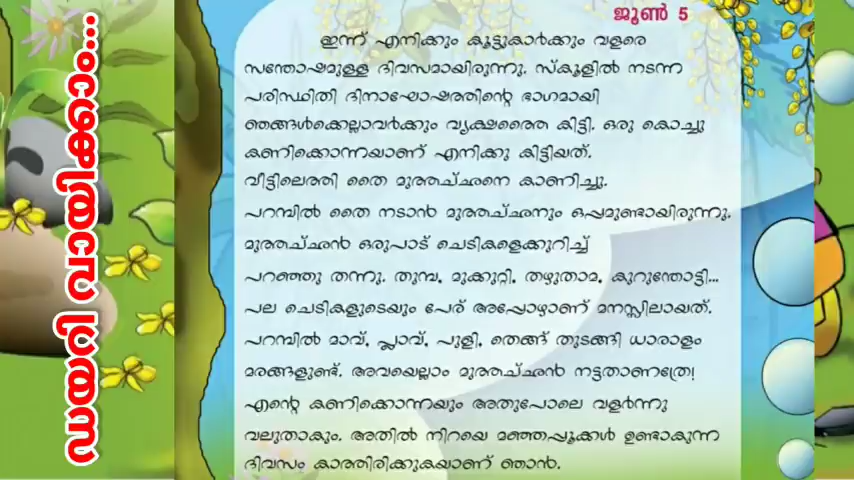 ഡയറി വായിക്കാം...
ജൂൺ 5
ഇന്ന് എനിക്കും കൂട്ടുകാർക്കും വളരെ
സന്തോഷമുള്ള ദിവസമായിരുന്നു. സ്കൂളിൽ നടന്ന
പരിസ്ഥിതി ദിനാഘോഷത്തിന്റെ ഭാഗമായി
ഞങ്ങൾക്കെല്ലാവർക്കും വൃക്ഷത്തൈ കിട്ടി. ഒരു കൊച്ചു
കണിക്കൊന്നയാണ് എനിക്കു കിട്ടിയത്.
വീട്ടിലെത്തി തൈ മുത്തച്ഛനെ കാണിച്ചു.
പറമ്പിൽ തൈ നടാൻ മുത്തച്ഛനും ഒപ്പമുണ്ടായിരുന്നു.
മുത്തച്ഛൻ ഒരുപാട് ചെടികളെക്കുറിച്ച്
പറഞ്ഞു തന്നു. തുമ്പ, മുക്കുറ്റി, തഴുതാമ, കുറുന്തോട്ടി...
പല ചെടികളുടെയും പേര് അപ്പോഴാണ് മനസ്സിലായത്.
പറമ്പിൽ മാവ്, പ്ലാവ്, പുളി, തെങ്ങ് തുടങ്ങി ധാരാളം
മരങ്ങളുണ്ട്. അവയെല്ലാം മുത്തച്ഛൻ നട്ടതാണത്രേ!
എന്റെ കണിക്കൊന്നയും അതുപോലെ വളർന്നു
വലുതാകും. അതിൽ നിറയെ മഞ്ഞപ്പൂക്കൾ ഉണ്ടാകുന്ന
ദിവസം കാത്തിരിക്കുകയാണ് ഞാൻ.